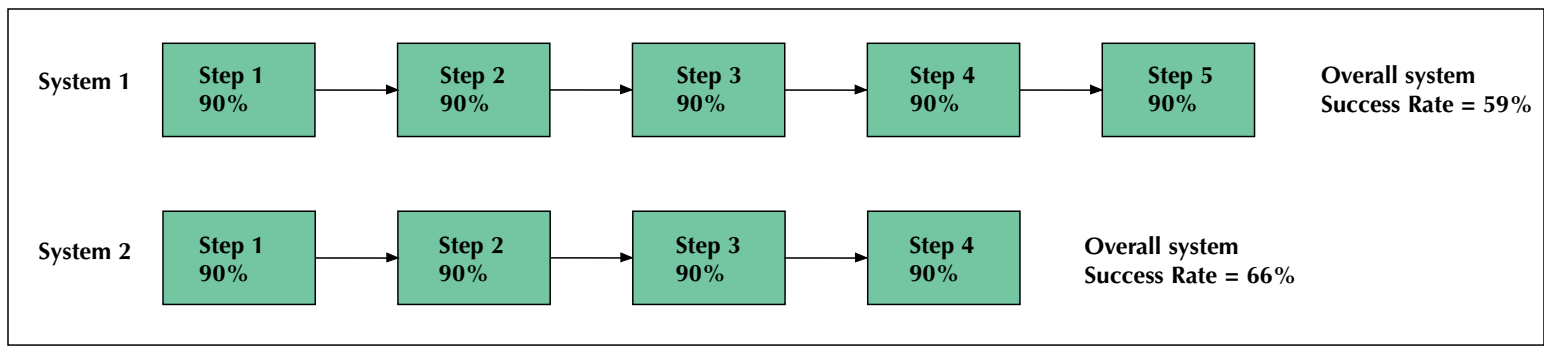 System 1
Step 1
90%
Step 2
90%
Step 3
90%
Step 4
90%
Step 5
90%
Overall system
Success Rate = 59%
System 2
Step 1
90%
Step 2
90%
Step 3
90%
Step 4
90%
Overall system
Success Rate = 66%